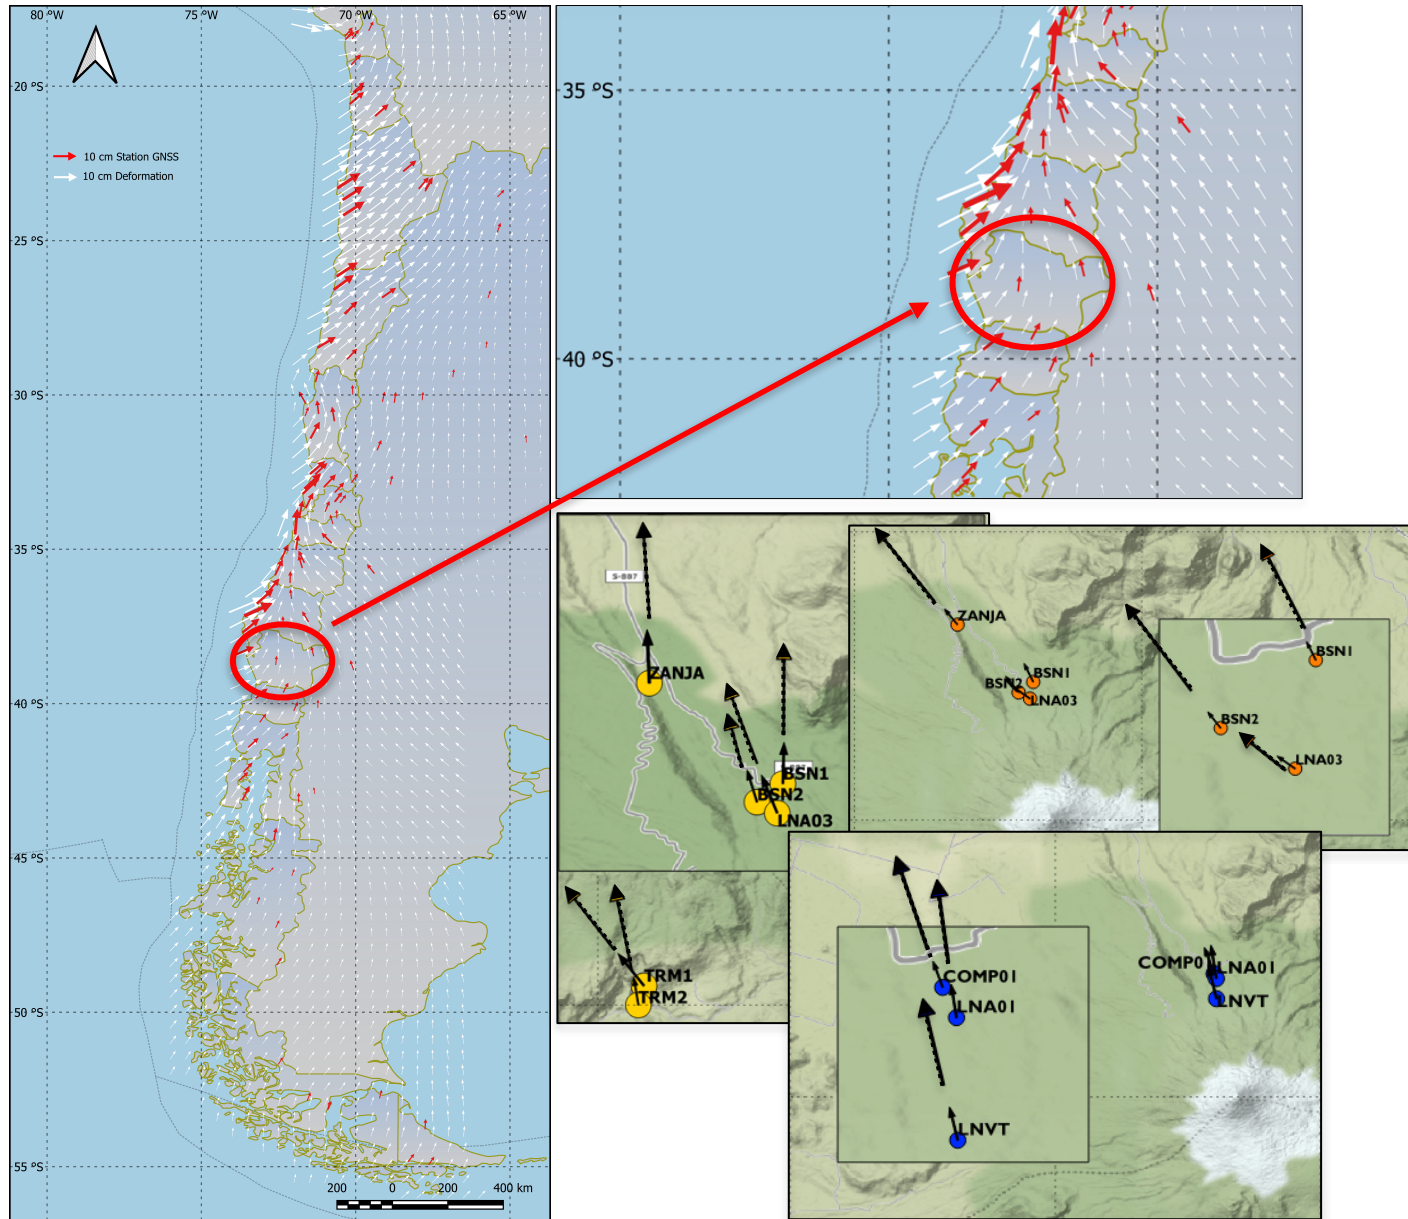 80 °W 75 °W 70 °W 65 °W
20 °S
10 cm Station GNSS
10 cm Deformation
25 °S
30 °S
35 °S
40 °S
45 °S
50 °S
55 °S
200 0 200 400 km
35 °S
40 °S
S-887
ZANJA
BSN1
BSN2
LNA03
TRM1
TRM2
ZANJA
BSN1
BSN2
LNA03
BSN1
BSN2
LNA03
COMP01
LNA01
LNVT
COMP0
LNA01
LNVT